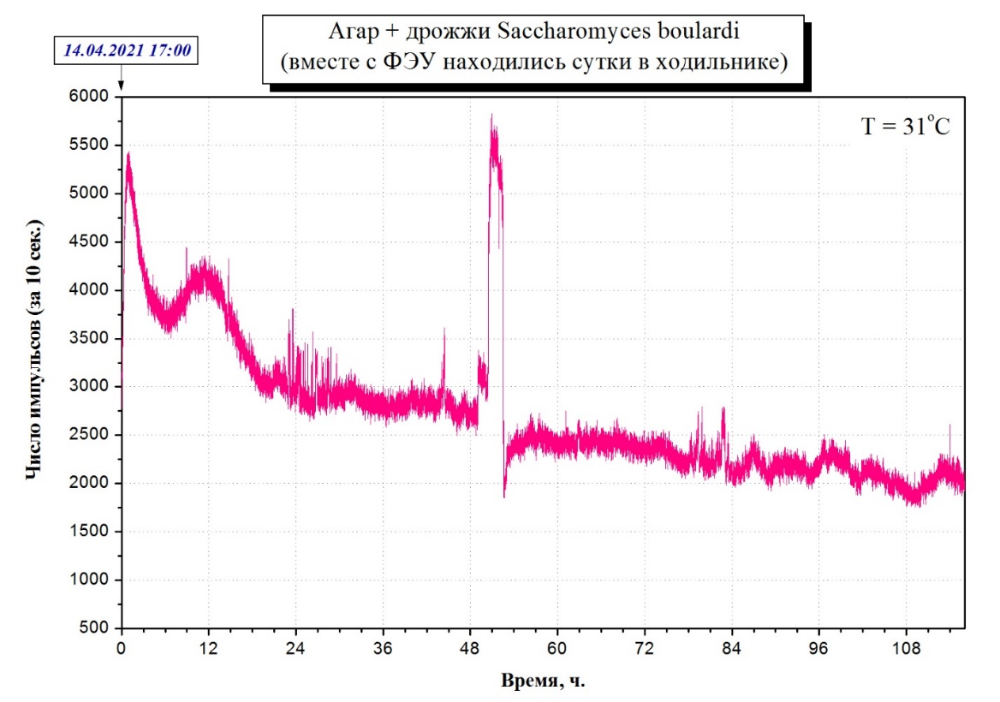 14.04.2021 17:00
Агар + дрожжи Saccharomyces boulardi
(вместе с ФЭУ находились сутки в ходильнике)
T = 31°C
Число импульсов (за 10 сек.)
6000
5500
5000
4500
4000
3500
3000
2500
2000
1500
1000
500
0 12 24 36 48 60 72 84 96 108
Время, ч.